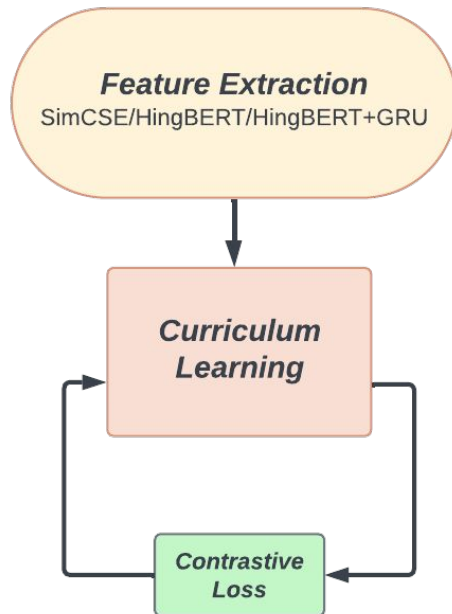 Feature Extraction
SimCSE/HingBERT/HingBERT+GRU
Curriculum
Learning
Contrastive
Loss